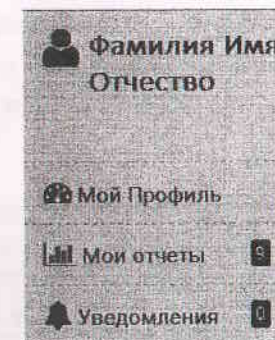 Фамилия Имя
Отчество
Мой Профиль
Мои отчеты 9
Уведомления 0